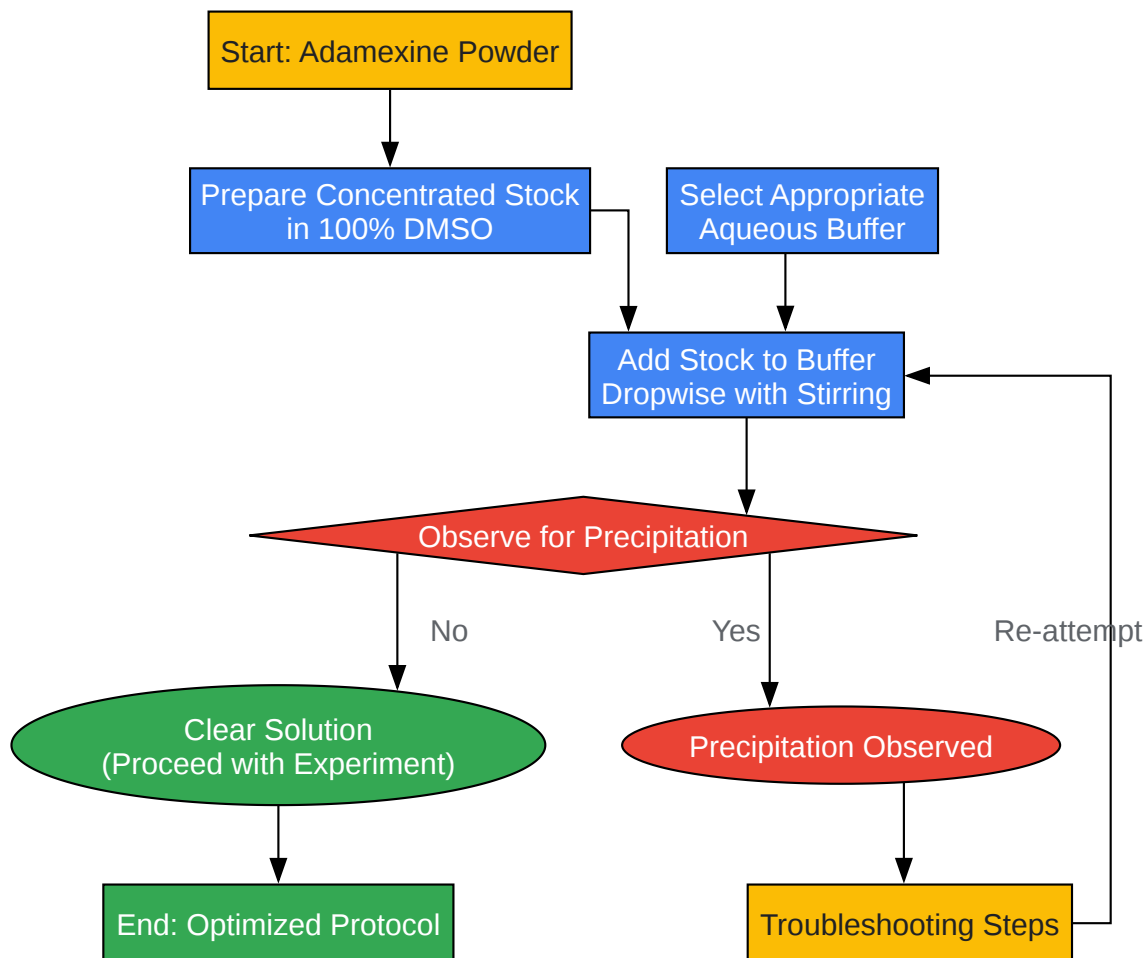 Start: Adamexine Powder
Prepare Concentrated Stock
in 100% DMSO
Select Appropriate
Aqueous Buffer
Add Stock to Buffer
Dropwise with Stirring
Observe for Precipitation
No
Yes
Re-attempt
Clear Solution
(Proceed with Experiment)
Precipitation Observed
End: Optimized Protocol
Troubleshooting Steps